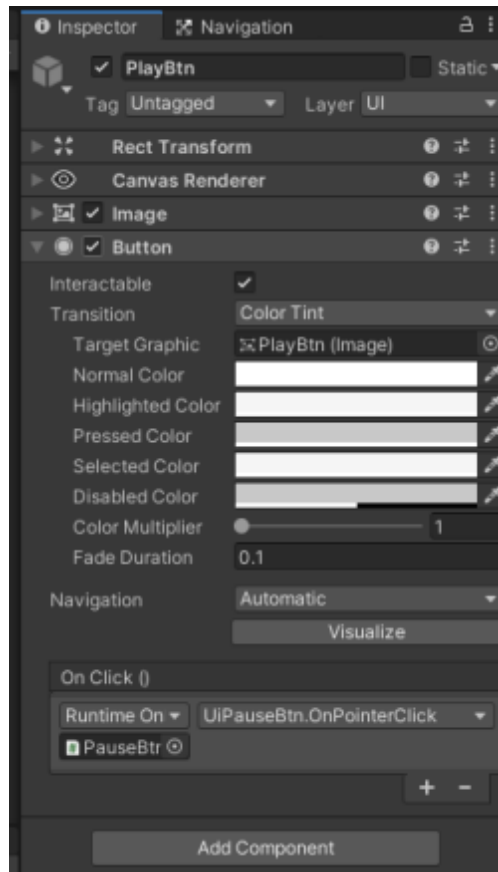 Inspector Navigation
PlayBtn Static
Tag Untagged Layer UI
Rect Transform
Canvas Renderer
Image
Button
Interactable
Transition Color Tint
Target Graphic PlayBtn (Image)
Normal Color
Highlighted Color
Pressed Color
Selected Color
Disabled Color
Color Multiplier 1
Fade Duration 0.1
Navigation Automatic
Visualize
On Click ()
Runtime On UiPauseBtn.OnPointerClick
PauseBtr
+ −
Add Component